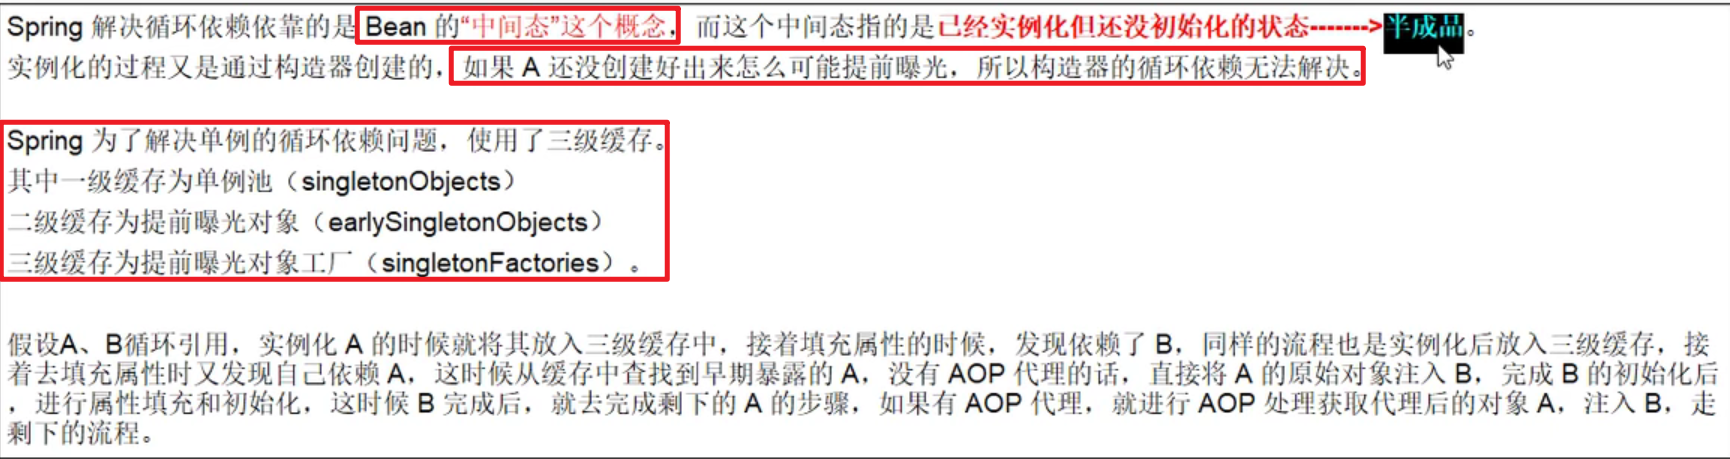 Spring 解决循环依赖依靠的是 Bean 的“中间态”这个概念，而这个中间态指的是已经实例化但还没初始化的状态------->半成品。
实例化的过程又是通过构造器创建的，如果 A 还没创建好出来怎么可能提前曝光，所以构造器的循环依赖无法解决。
Spring 为了解决单例的循环依赖问题，使用了三级缓存。
其中一级缓存为单例池（singletonObjects）
二级缓存为提前曝光对象（earlySingletonObjects）
三级缓存为提前曝光对象工厂（singletonFactories）。
假设A、B循环引用，实例化 A 的时候就将其放入三级缓存中，接着填充属性的时候，发现依赖了 B，同样的流程也是实例化后放入三级缓存，接
着去填充属性时又发现自己依赖 A，这时候从缓存中查找到早期暴露的 A，没有 AOP 代理的话，直接将 A 的原始对象注入 B，完成 B 的初始化后
，进行属性填充和初始化，这时候 B 完成后，就去完成剩下的 A 的步骤，如果有 AOP 代理，就进行 AOP 处理获取代理后的对象 A，注入 B，走
剩下的流程。